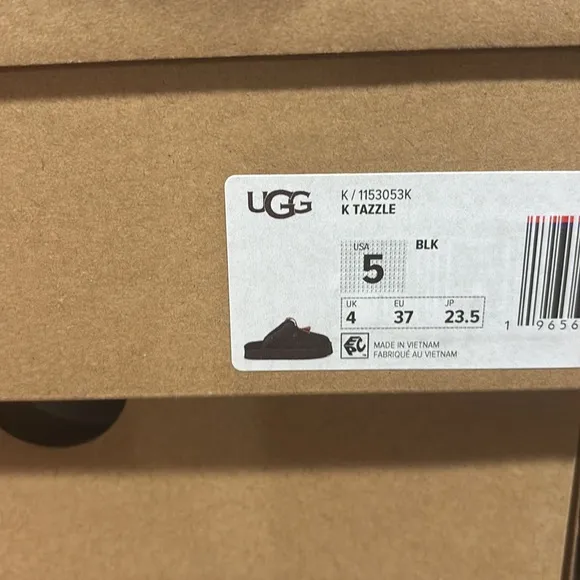 UGG
K / 1153053K
K TAZZLE
USA
5
BLK
UK EU JP
4 37 23.5
MADE IN VIETNAM
FABRIQUÉ AU VIETNAM
1 9656